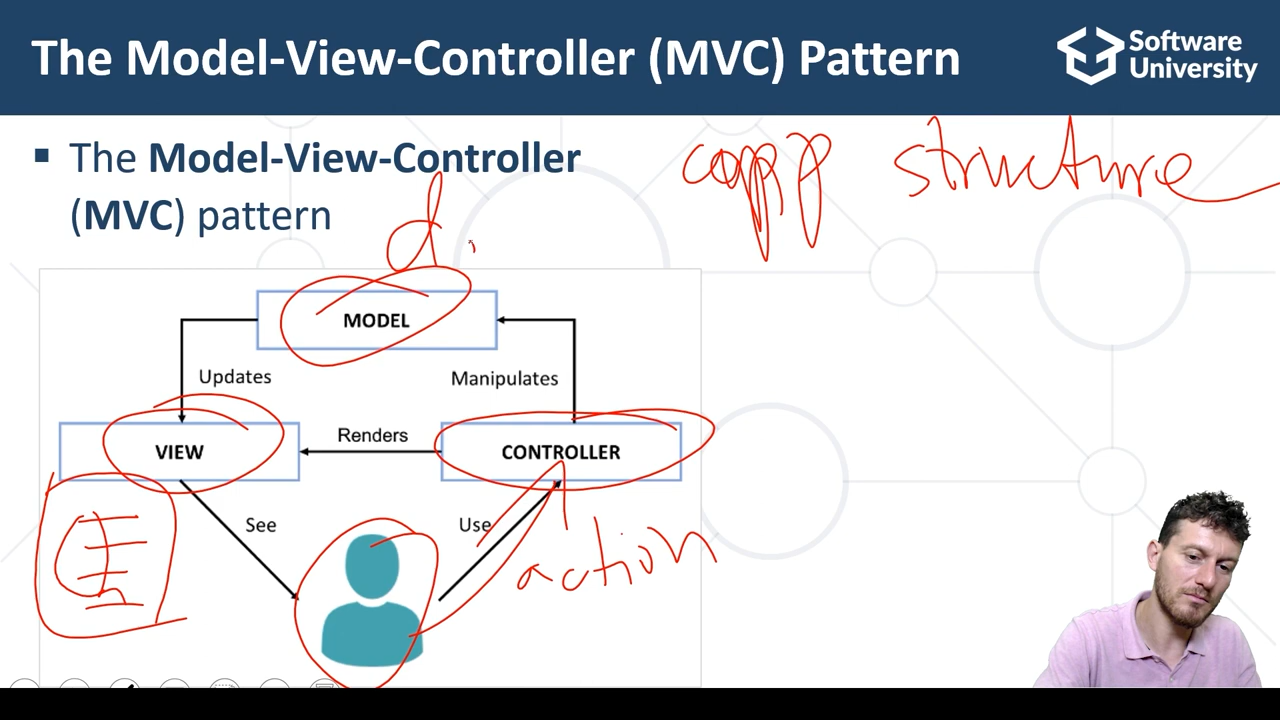 The Model-View-Controller (MVC) Pattern
Software
University
▪ The Model-View-Controller
(MVC) pattern
app structure
d
MODEL
Updates
Manipulates
VIEW
Renders
CONTROLLER
See
Use
action